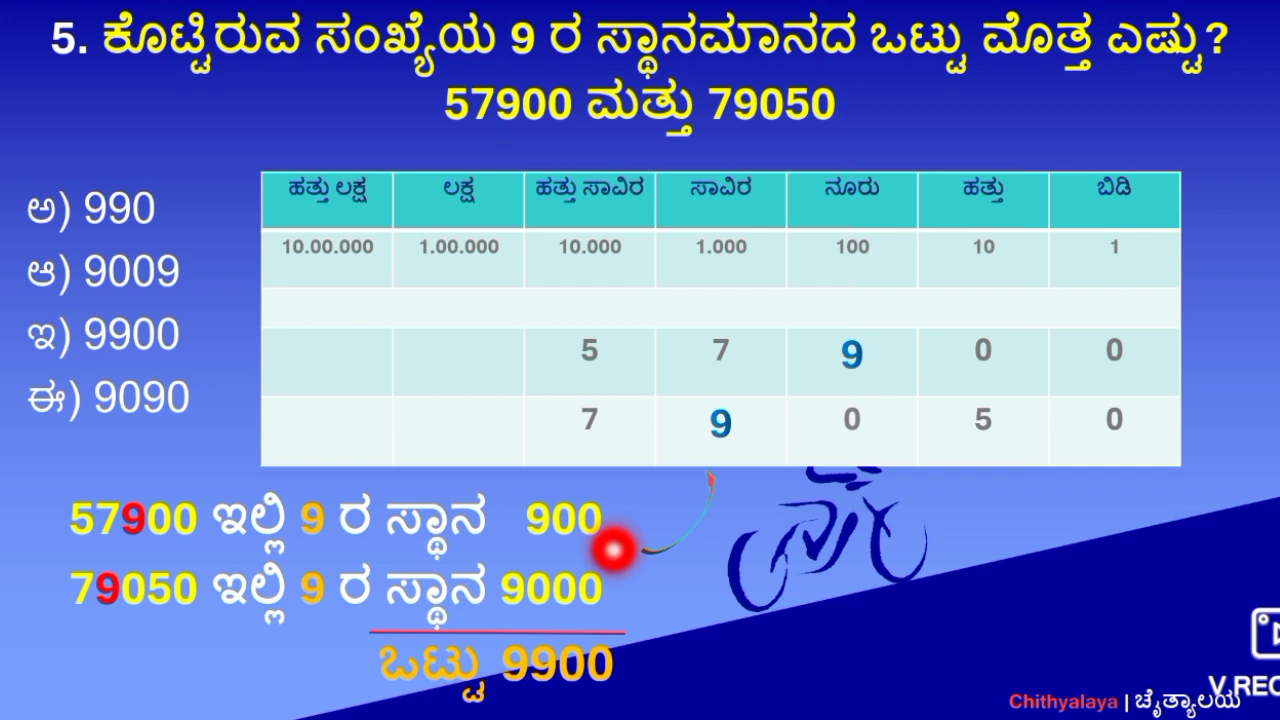 5. ಕೊಟ್ಟಿರುವ ಸಂಖ್ಯೆಯ 9 ರ ಸ್ಥಾನಮಾನದ ಒಟ್ಟು ಮೊತ್ತ ಎಷ್ಟು?
57900 ಮತ್ತು 79050
ಅ) 990
ಆ) 9009
ಇ) 9900
ಈ) 9090
ಹತ್ತು ಲಕ್ಷ ಲಕ್ಷ ಹತ್ತು ಸಾವಿರ ಸಾವಿರ ನೂರು ಹತ್ತು ಬಿಡಿ
10.00.000 1.00.000 10.000 1.000 100 10 1
5 7 9 0 0
7 9 0 5 0
57900 ಇಲ್ಲಿ 9 ರ ಸ್ಥಾನ 900
79050 ಇಲ್ಲಿ 9 ರ ಸ್ಥಾನ 9000
ಒಟ್ಟು 9900
V.REC
Chithyalaya | ಚೈತ್ಯಾಲಯ